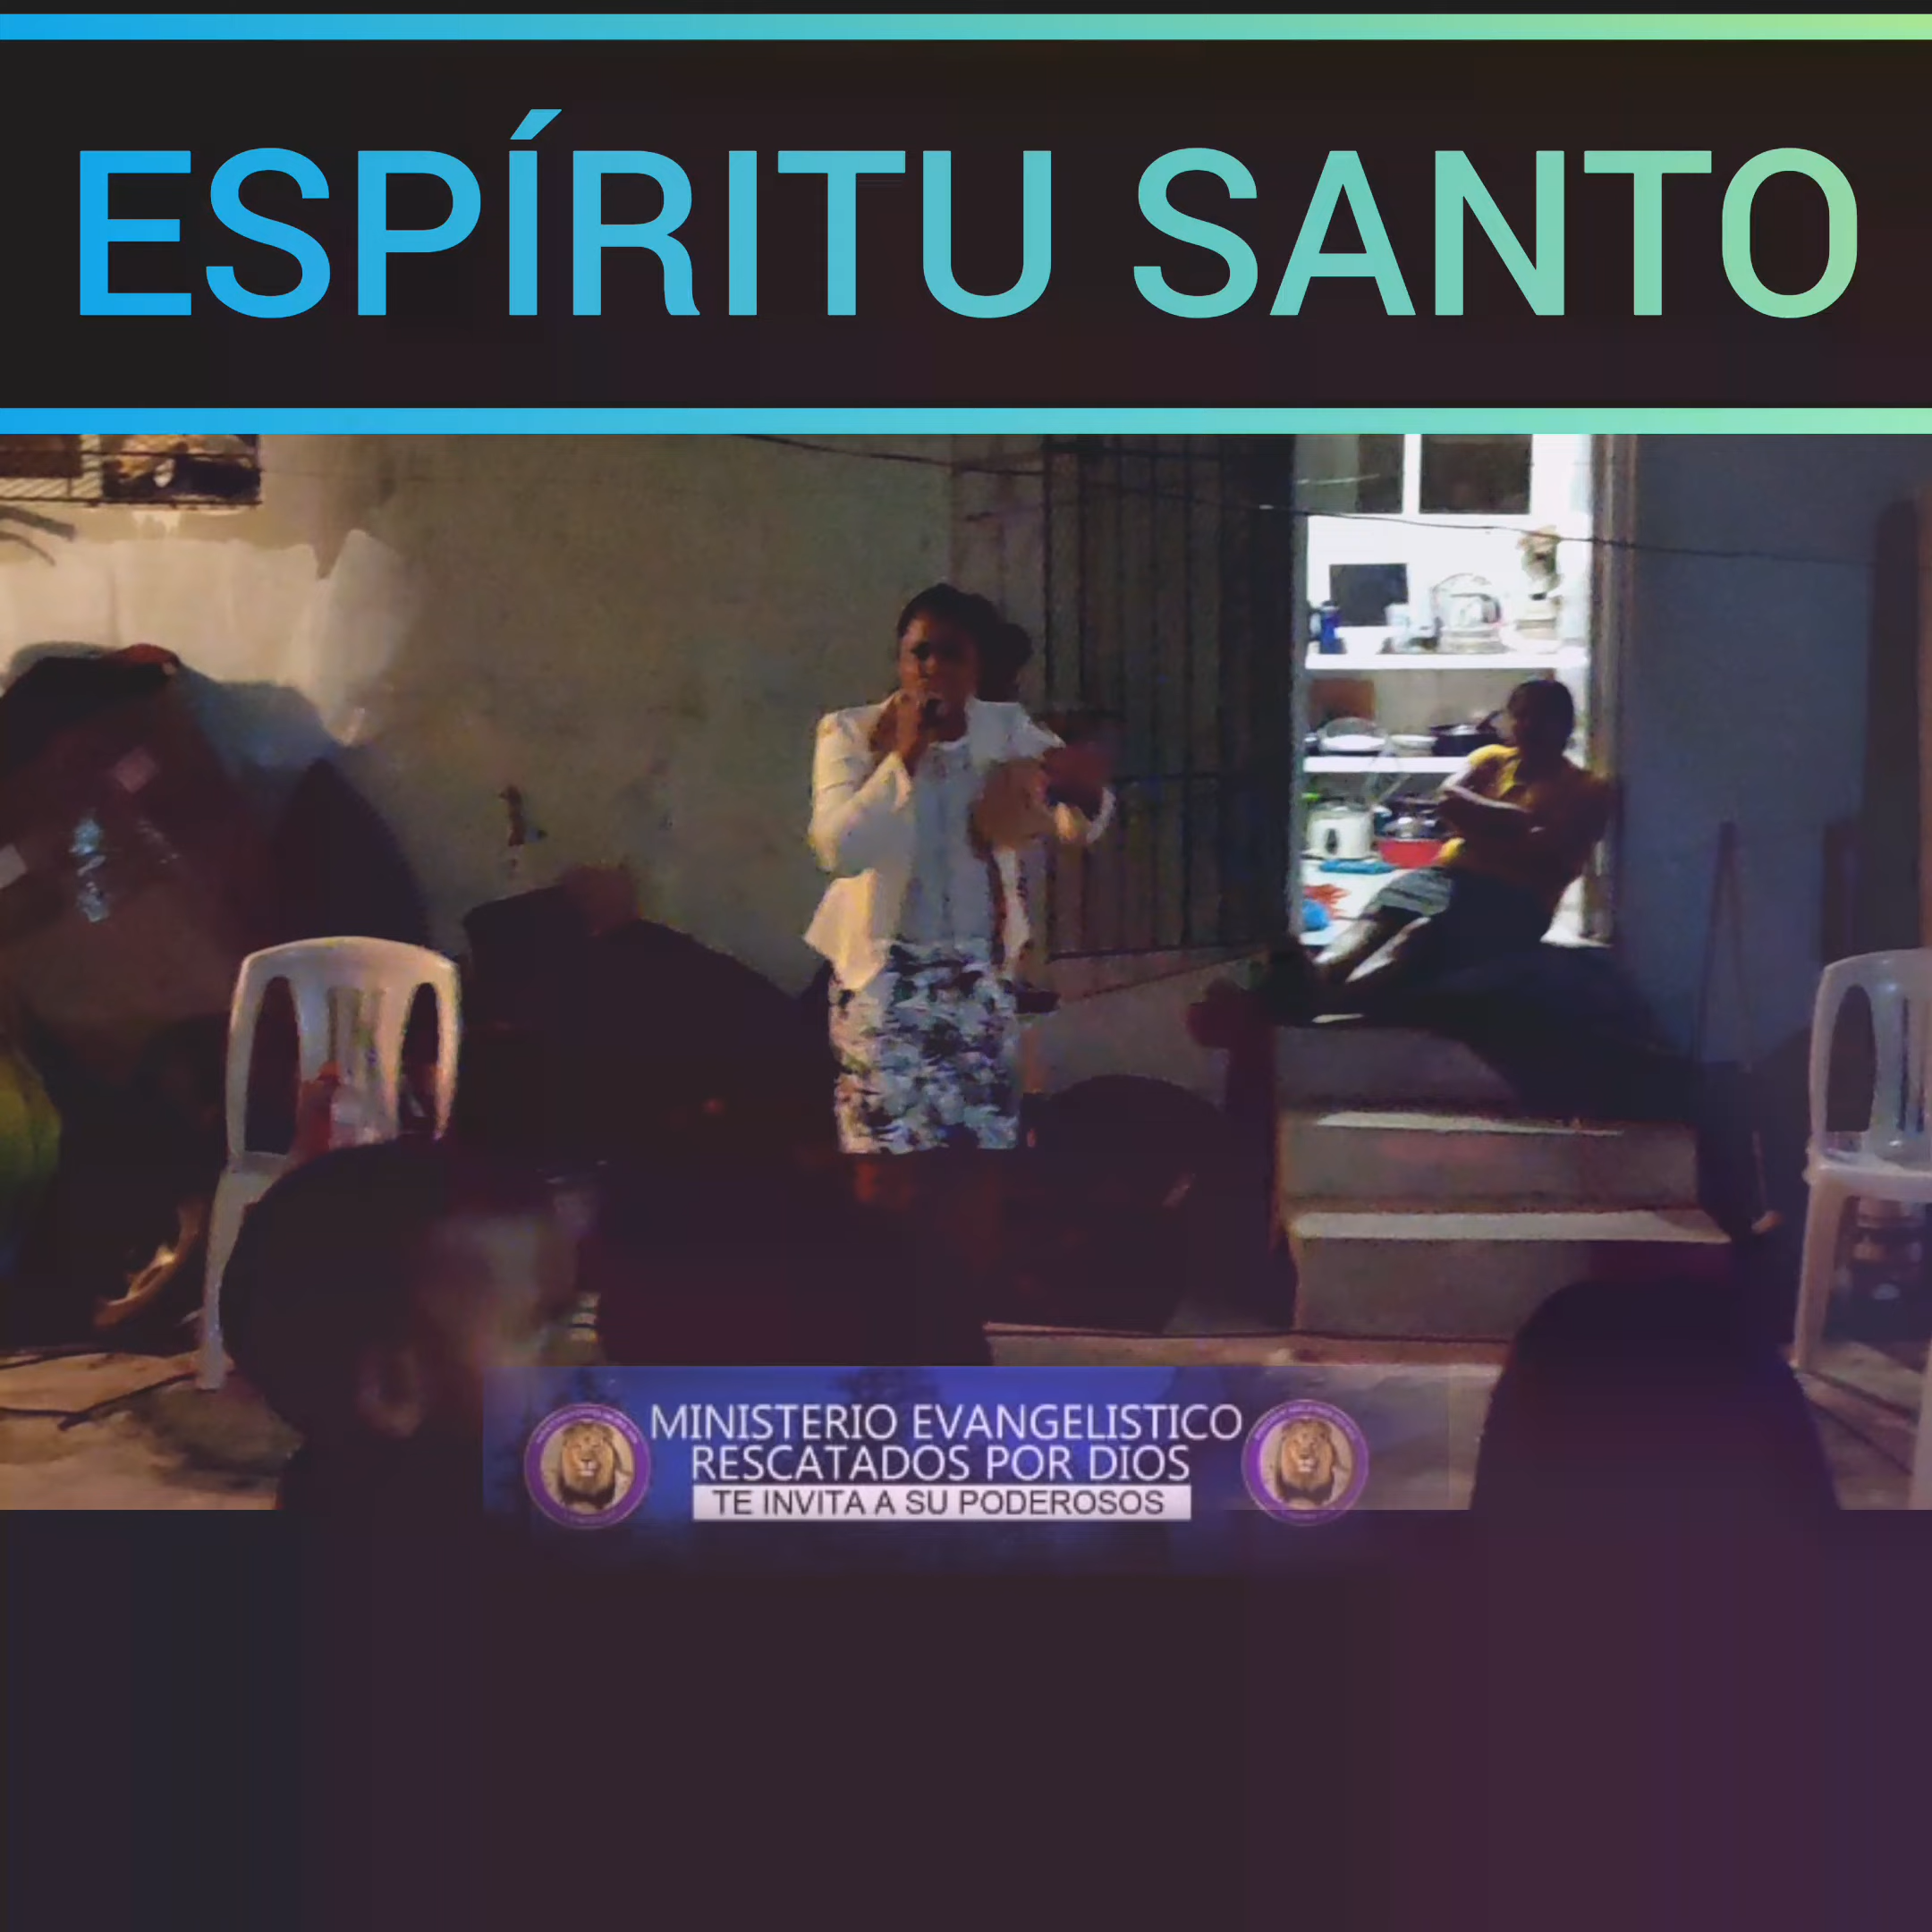 ESPÍRITU SANTO
MINISTERIO EVANGELISTICO
RESCATADOS POR DIOS
TE INVITA A SU PODEROSOS